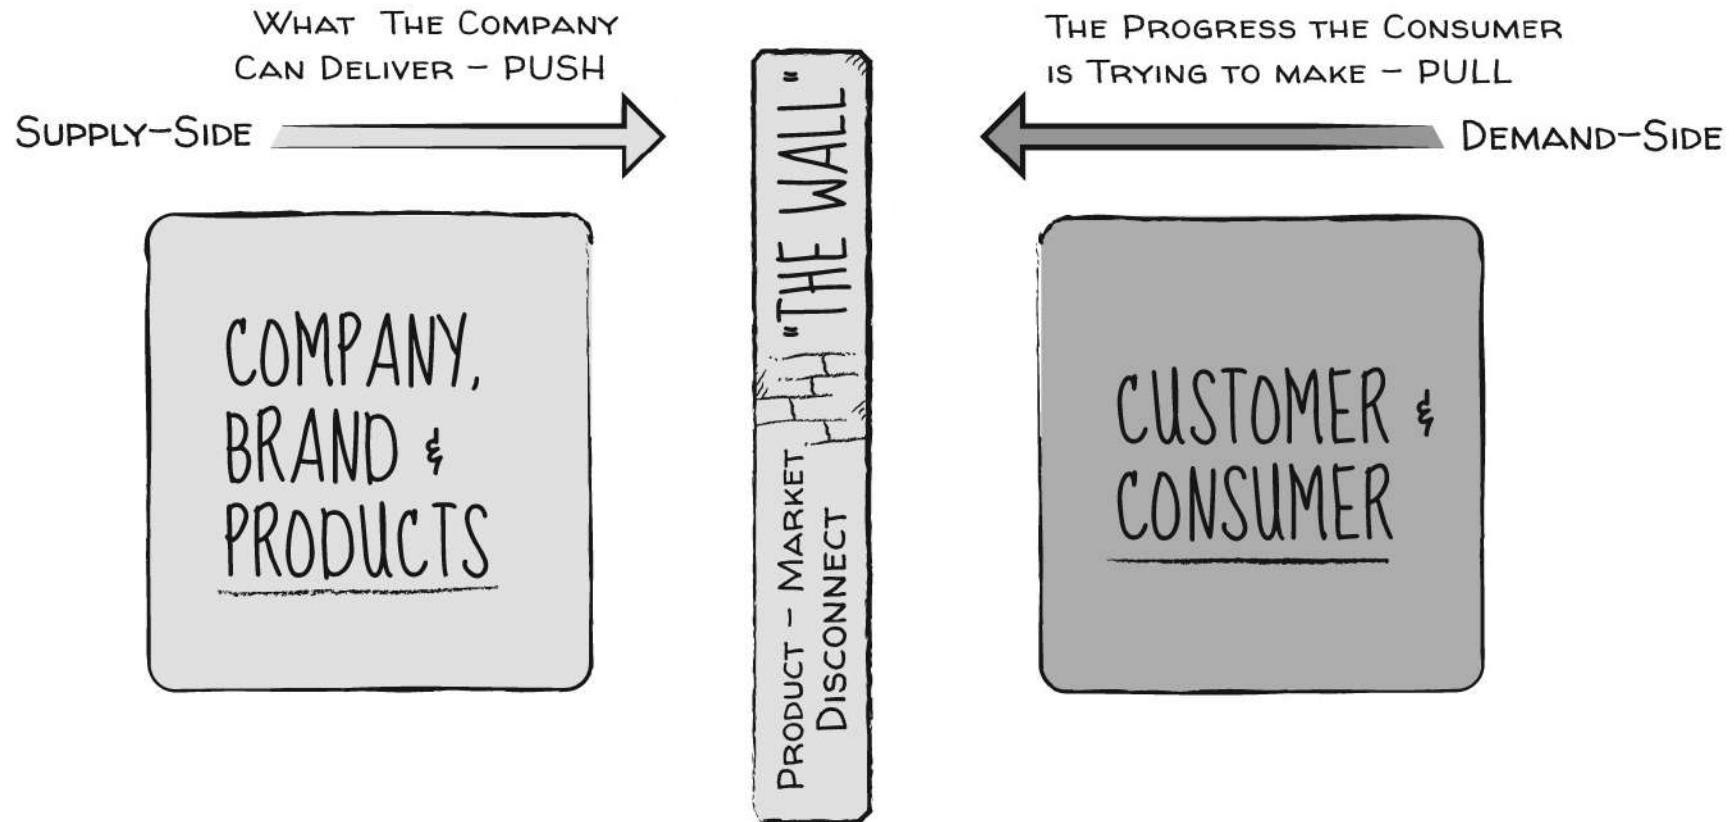 What The Company
Can Deliver – PUSH
Supply-Side
The Progress the Consumer
is Trying to make – PULL
Demand-Side
COMPANY,
BRAND &
PRODUCTS
"THE WALL"
Product – Market
Disconnect
CUSTOMER &
CONSUMER